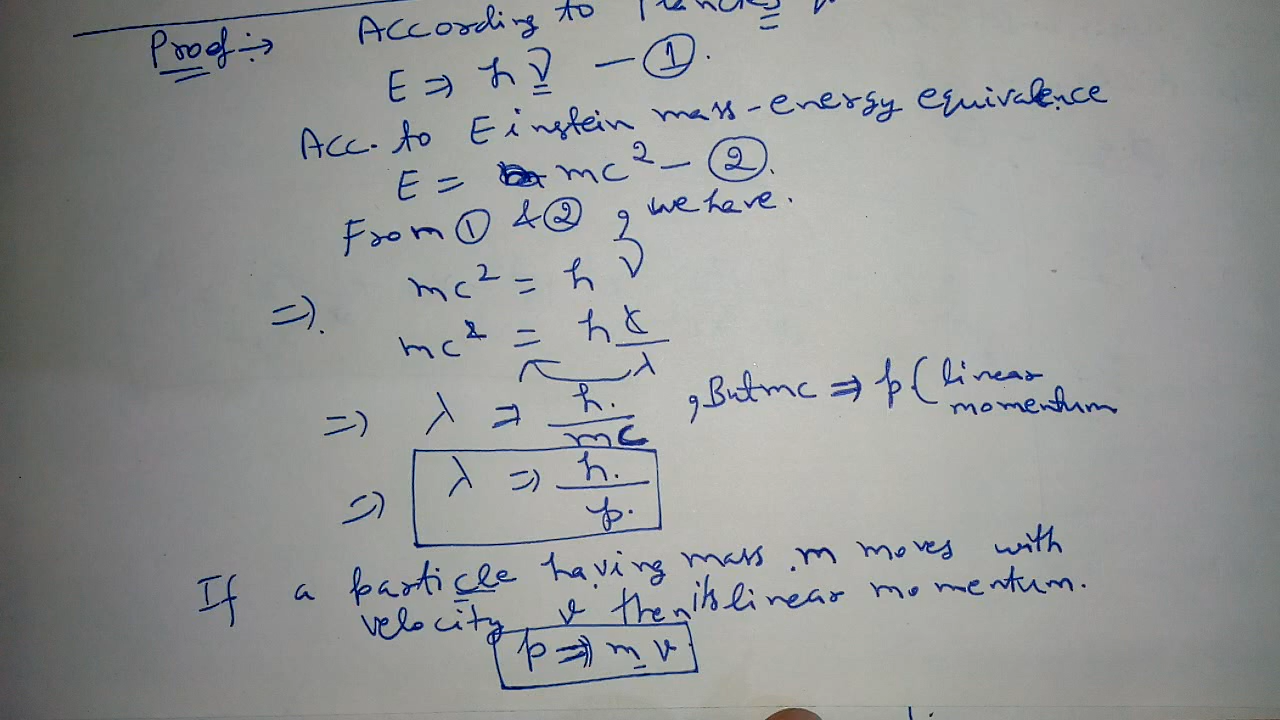 Proof:→ According to Planck's
E ⇒ hν — ①.
Acc. to Einstein mass-energy equivalence
E = mc² — ②.
From ① & ②, we have.
mc² = hν
⇒. mc² = hc/λ
⇒ λ ⇒ h./mc , But mc ⇒ p (linear momentum
⇒ λ ⇒ h./p.
If a particle having mass m moves with
velocity v then its linear momentum.
p ⇒ mv